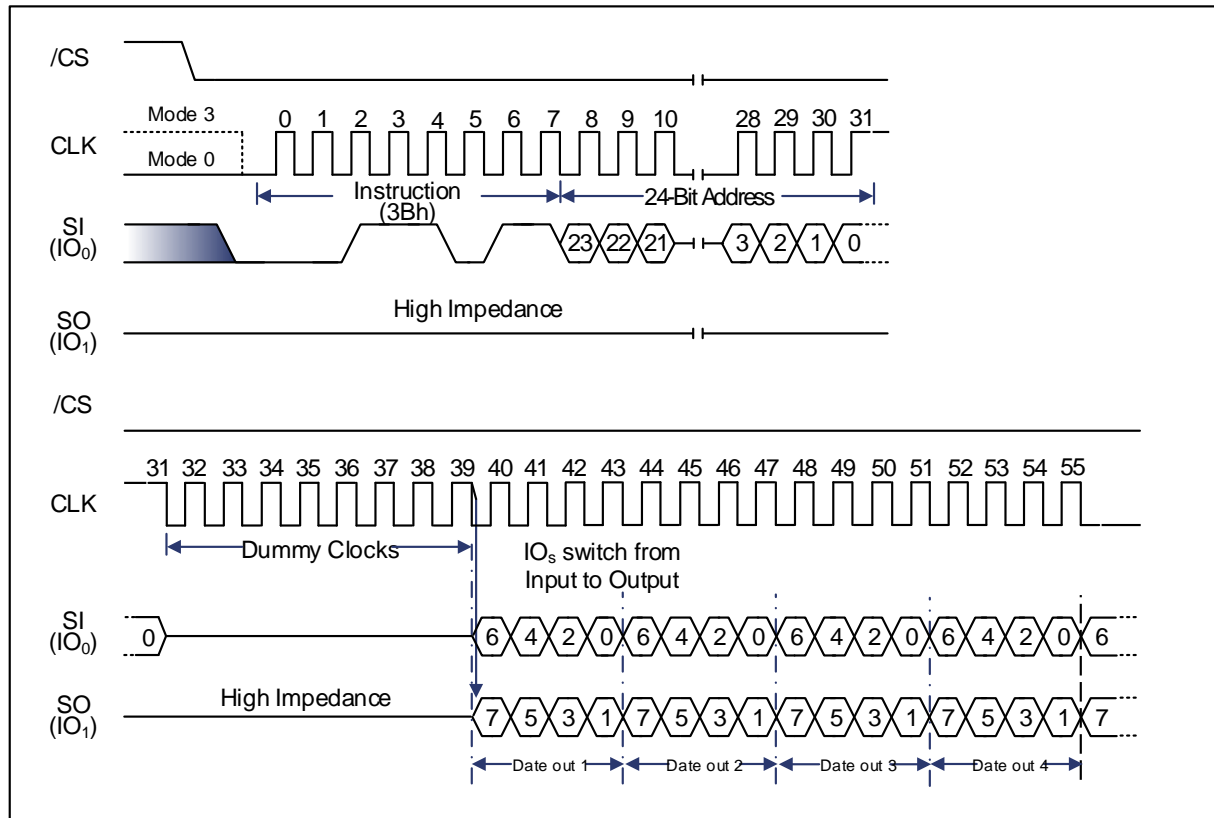 /CS
Mode 3
0 1 2 3 4 5 6 7 8 9 10 28 29 30 31
CLK
Mode 0
Instruction
(3Bh)
24-Bit Address
SI
(IO₀)
23 22 21 3 2 1 0
High Impedance
SO
(IO₁)
/CS
31 32 33 34 35 36 37 38 39 40 41 42 43 44 45 46 47 48 49 50 51 52 53 54 55
CLK
Dummy Clocks
IOₛ switch from
Input to Output
SI
(IO₀)
0 6 4 2 0 6 4 2 0 6 4 2 0 6 4 2 0 6
High Impedance
SO
(IO₁)
7 5 3 1 7 5 3 1 7 5 3 1 7 5 3 1 7
Date out 1 Date out 2 Date out 3 Date out 4